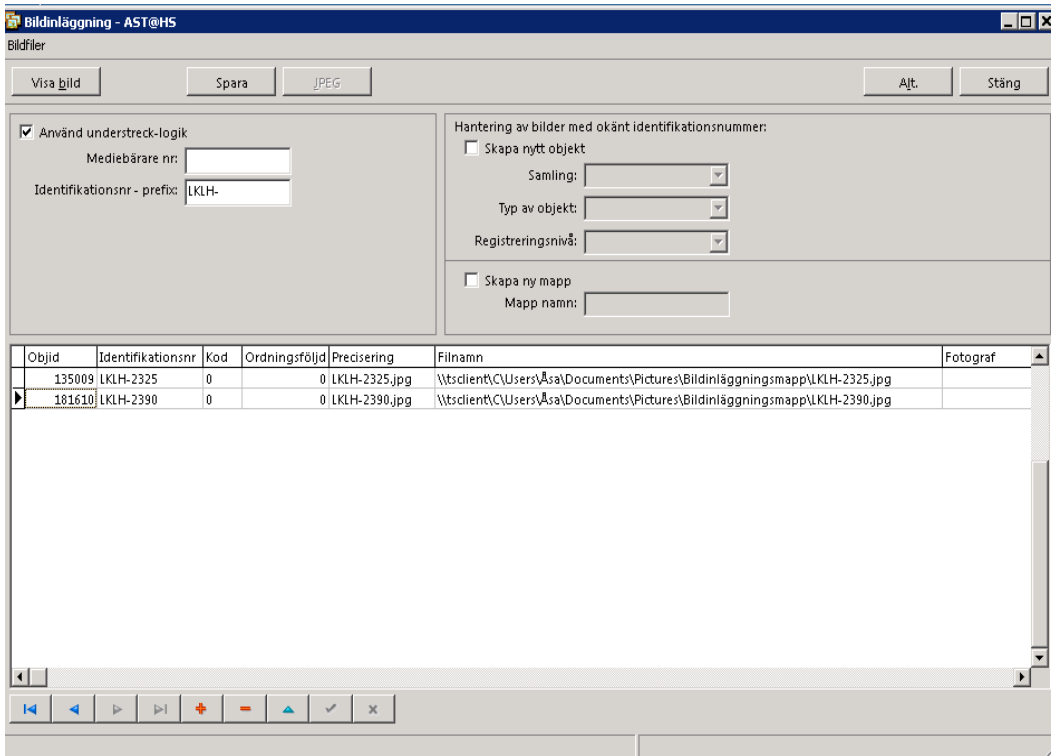 Bildinläggning - AST@HS
Bildfiler
Visa bild Spara JPEG Alt. Stäng
Använd understreck-logik
Mediebärare nr:
Identifikationsnr - prefix: LKLH-
Hantering av bilder med okänt identifikationsnummer:
Skapa nytt objekt
Samling:
Typ av objekt:
Registreringsnivå:
Skapa ny mapp
Mapp namn:
Objid Identifikationsnr Kod Ordningsföljd Precisering Filnamn Fotograf
135009 LKLH-2325 0 0 LKLH-2325.jpg \\tsclient\C\Users\Åsa\Documents\Pictures\Bildinläggningsmapp\LKLH-2325.jpg
181610 LKLH-2390 0 0 LKLH-2390.jpg \\tsclient\C\Users\Åsa\Documents\Pictures\Bildinläggningsmapp\LKLH-2390.jpg